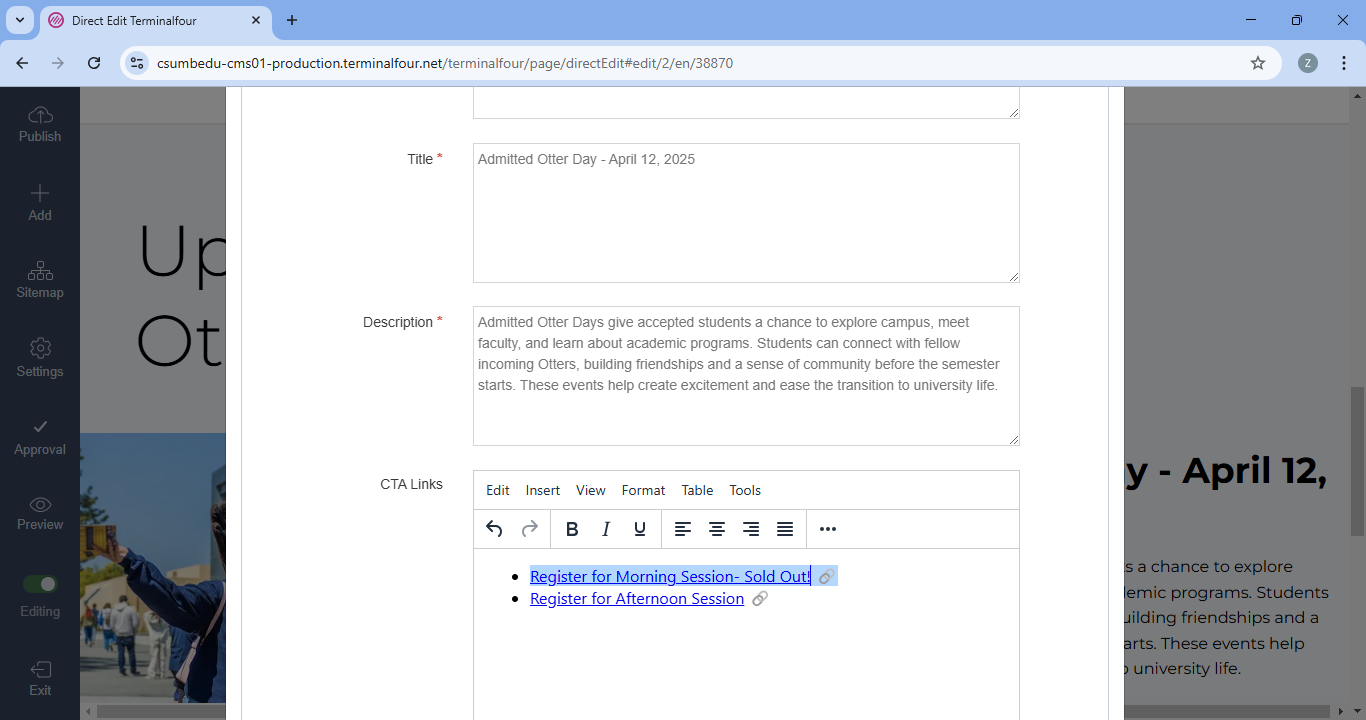 Direct Edit Terminalfour
csumbedu-cms01-production.terminalfour.net/terminalfour/page/directEdit#edit/2/en/38870
Z
Publish
Add
Sitemap
Settings
Approval
Preview
Editing
Exit
Up
Ot
Title *
Admitted Otter Day - April 12, 2025
Description *
Admitted Otter Days give accepted students a chance to explore campus, meet
faculty, and learn about academic programs. Students can connect with fellow
incoming Otters, building friendships and a sense of community before the semester
starts. These events help create excitement and ease the transition to university life.
CTA Links
Edit Insert View Format Table Tools
B I U
Register for Morning Session- Sold Out!
Register for Afternoon Session
y - April 12,
s a chance to explore
demic programs. Students
uilding friendships and a
arts. These events help
o university life.